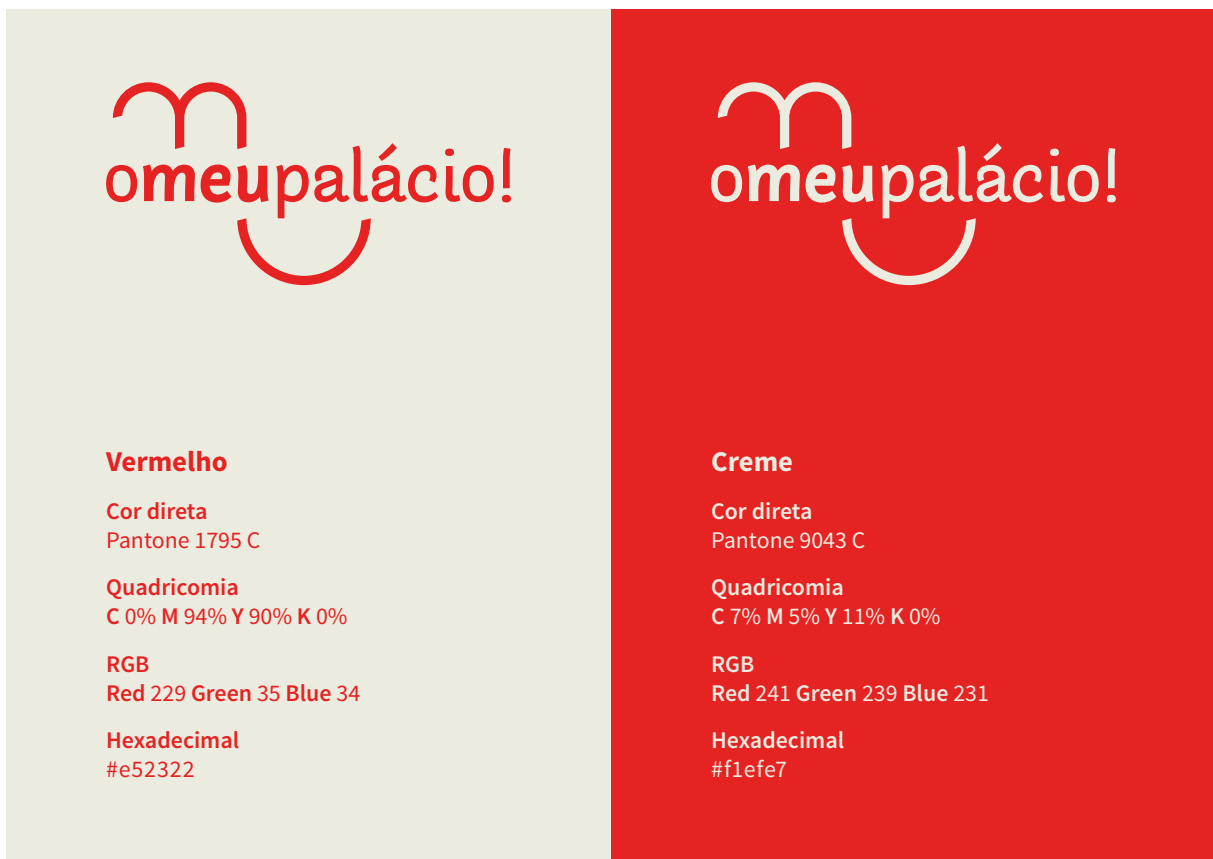 omeupalácio!
Vermelho
Cor direta
Pantone 1795 C
Quadricomia
C 0% M 94% Y 90% K 0%
RGB
Red 229 Green 35 Blue 34
Hexadecimal
#e52322
omeupalácio!
Creme
Cor direta
Pantone 9043 C
Quadricomia
C 7% M 5% Y 11% K 0%
RGB
Red 241 Green 239 Blue 231
Hexadecimal
#f1efe7